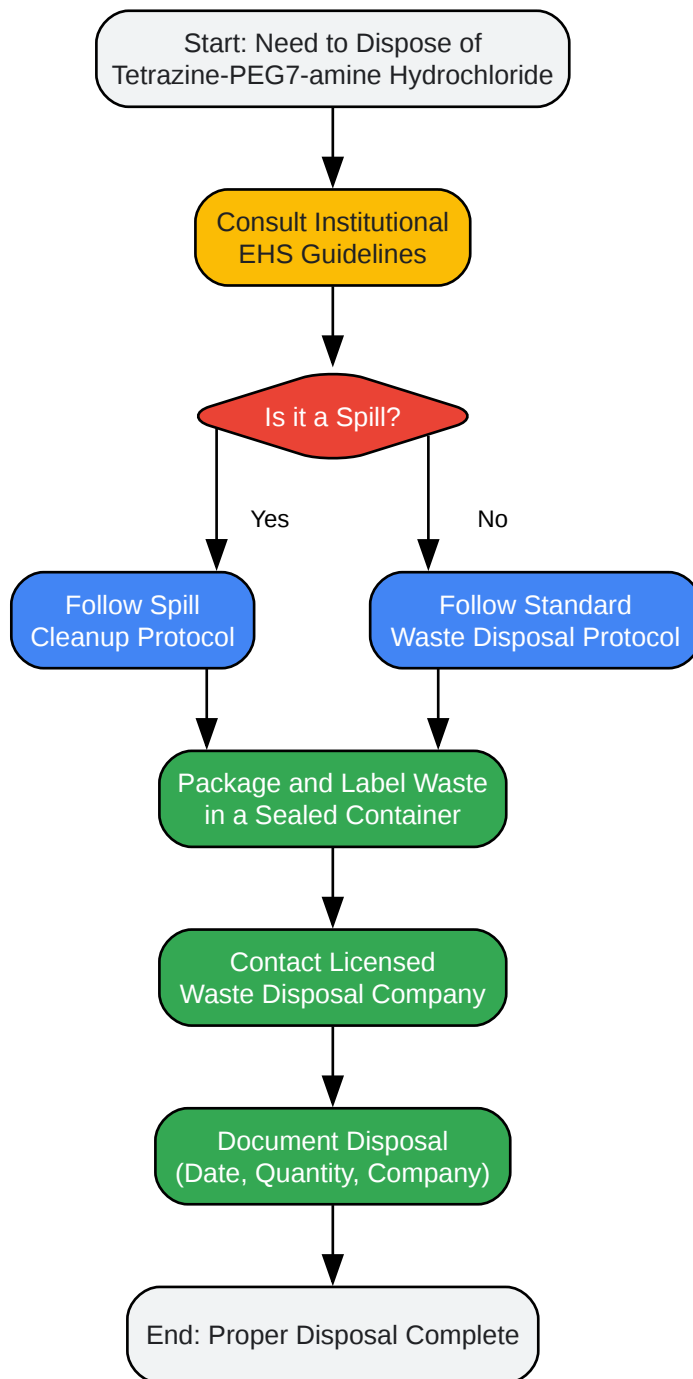 Start: Need to Dispose of
Tetrazine-PEG7-amine Hydrochloride
Consult Institutional
EHS Guidelines
Is it a Spill?
Yes
No
Follow Spill
Cleanup Protocol
Follow Standard
Waste Disposal Protocol
Package and Label Waste
in a Sealed Container
Contact Licensed
Waste Disposal Company
Document Disposal
(Date, Quantity, Company)
End: Proper Disposal Complete